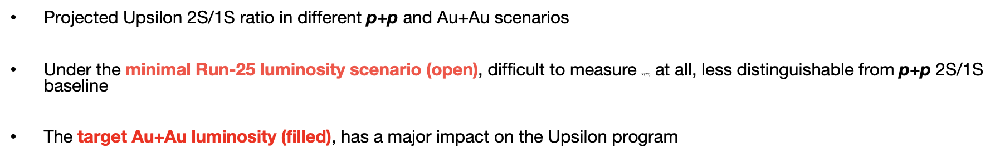 • Projected Upsilon 2S/1S ratio in different p+p and Au+Au scenarios
• Under the minimal Run-25 luminosity scenario (open), difficult to measure Υ(2S) at all, less distinguishable from p+p 2S/1S
baseline
• The target Au+Au luminosity (filled), has a major impact on the Upsilon program